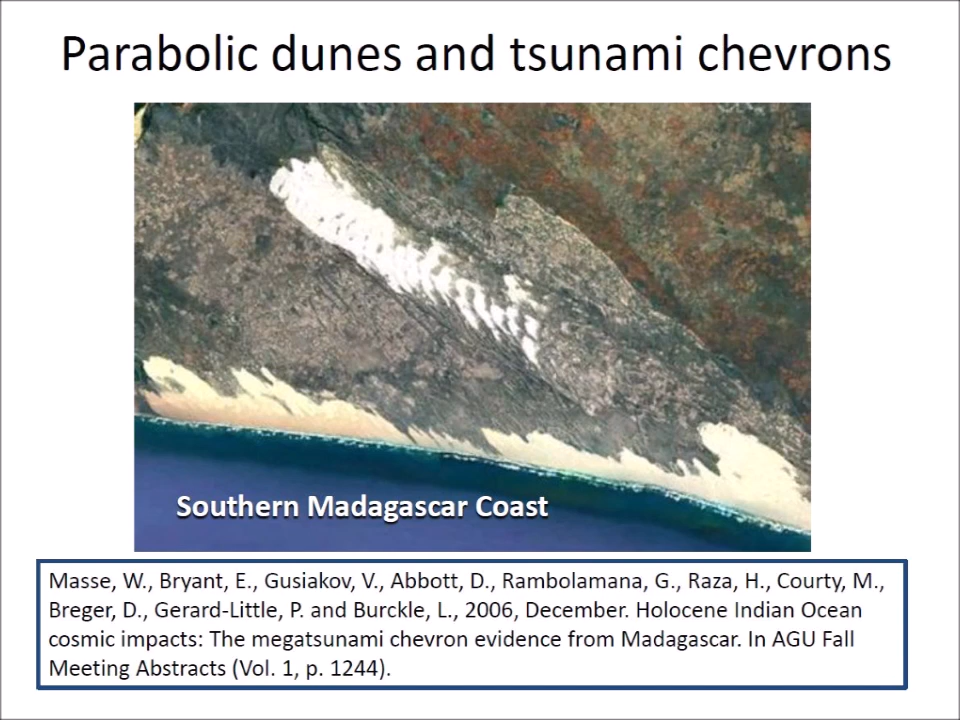 Parabolic dunes and tsunami chevrons
Southern Madagascar Coast
Masse, W., Bryant, E., Gusiakov, V., Abbott, D., Rambolamana, G., Raza, H., Courty, M.,
Breger, D., Gerard-Little, P. and Burckle, L., 2006, December. Holocene Indian Ocean
cosmic impacts: The megatsunami chevron evidence from Madagascar. In AGU Fall
Meeting Abstracts (Vol. 1, p. 1244).